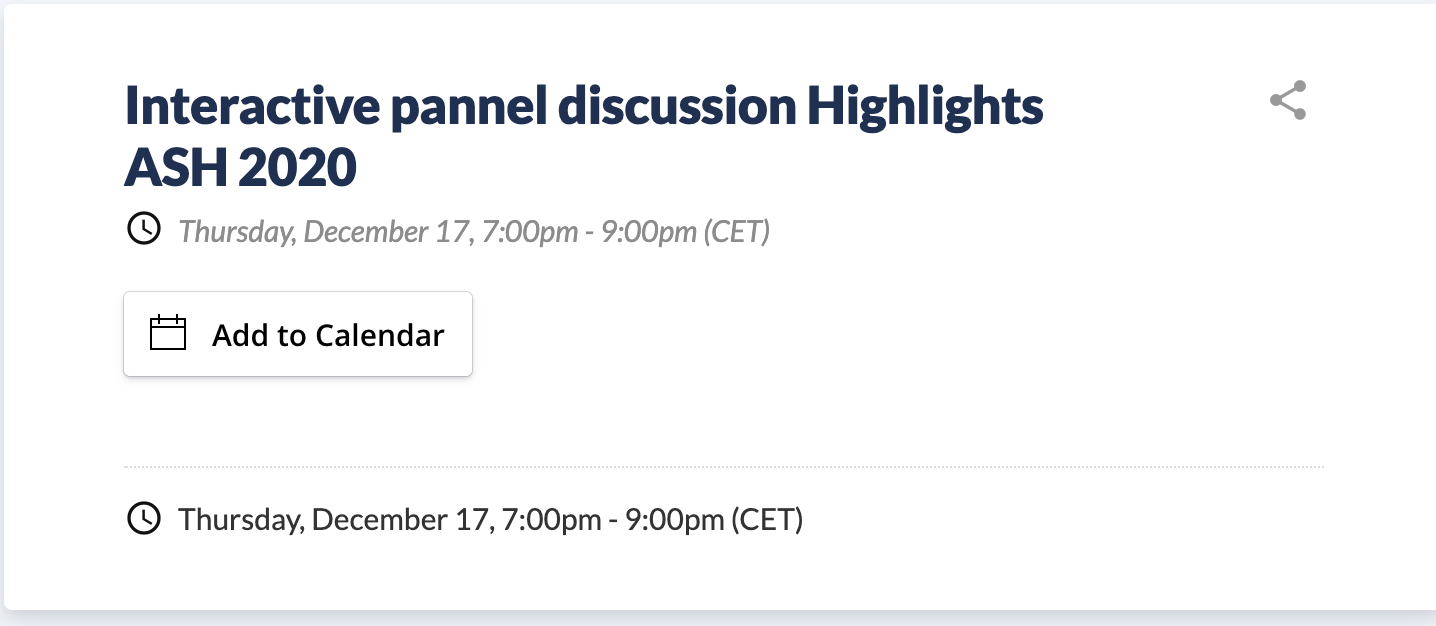 Interactive pannel discussion Highlights
ASH 2020
Thursday, December 17, 7:00pm - 9:00pm (CET)
Add to Calendar
Thursday, December 17, 7:00pm - 9:00pm (CET)